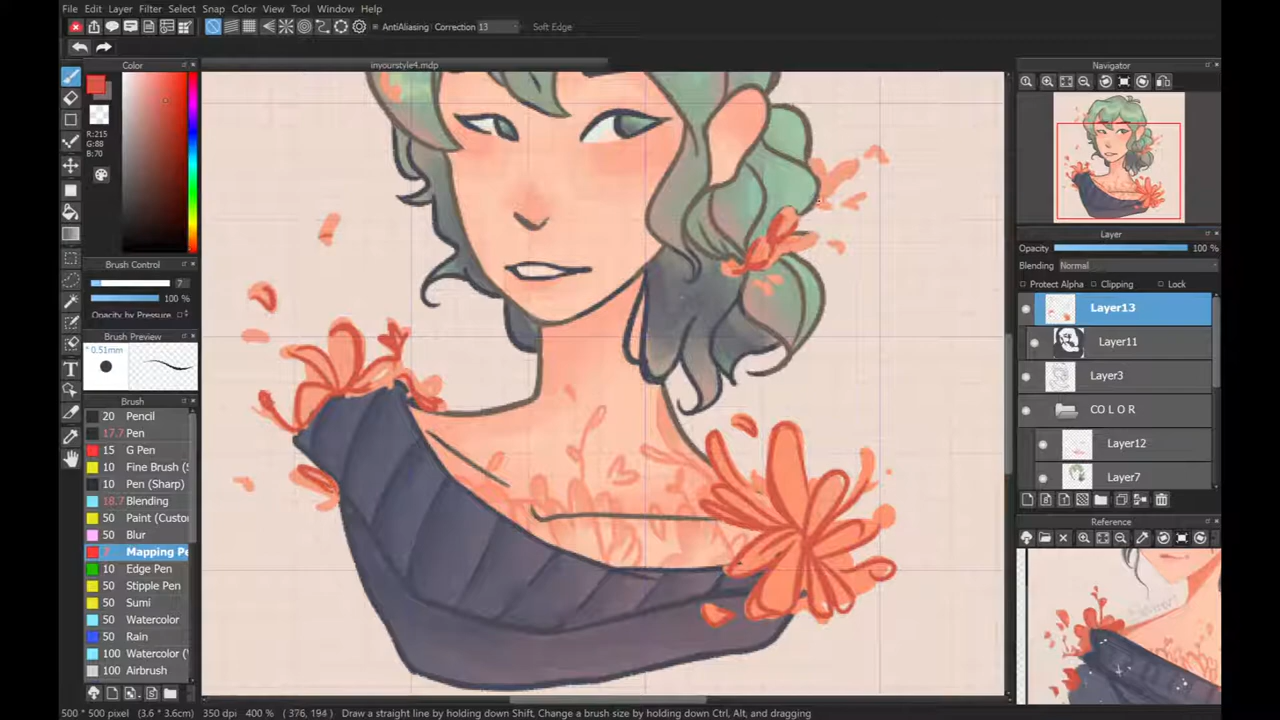 File Edit Layer Filter Select Snap Color View Tool Window Help
AntiAliasing Correction 13 Soft Edge
inyourstyle4.mdp
Color
R:215
G:88
B:70
Brush Control
7
100 %
Opacity by Pressure
Brush Preview
* 0.51mm
Brush
20 Pencil
17.7 Pen
15 G Pen
10 Fine Brush (S
10 Pen (Sharp)
18.7 Blending
50 Paint (Custo
50 Blur
7 Mapping Pe
10 Edge Pen
50 Stipple Pen
50 Sumi
50 Watercolor
50 Rain
100 Watercolor (W
100 Airbrush
Navigator
Layer
Opacity 100 %
Blending Normal
Protect Alpha Clipping Lock
Layer13
Layer11
Layer3
C O L O R
Layer12
Layer7
Reference
500 * 500 pixel (3.6 * 3.6cm) 350 dpi 400 % ( 376, 194 ) Draw a straight line by holding down Shift, Change a brush size by holding down Ctrl, Alt, and dragging